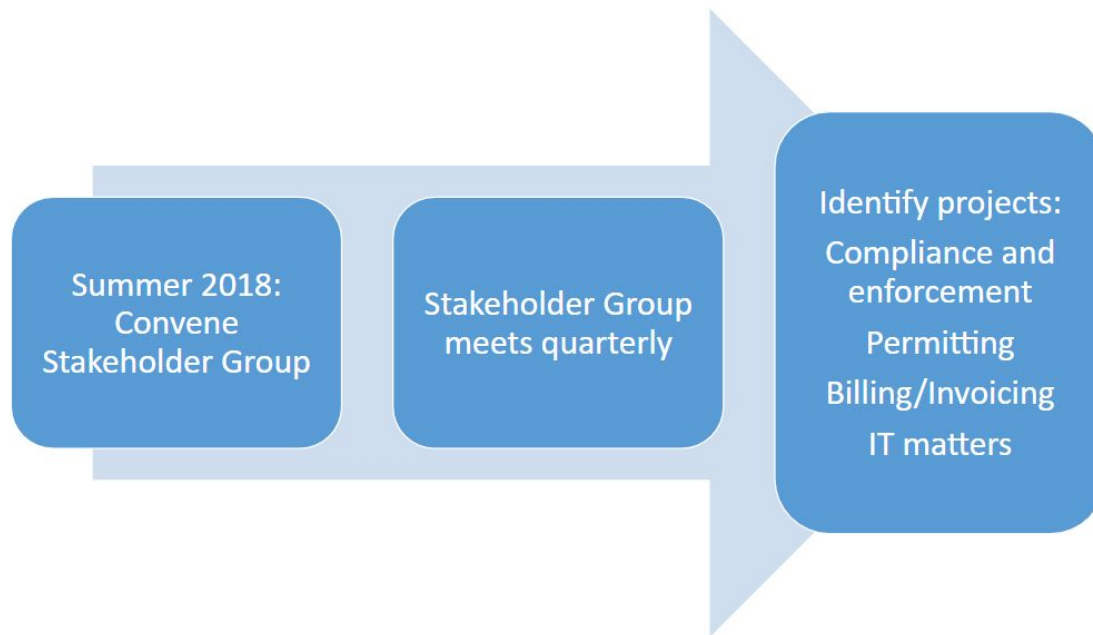 Summer 2018:
Convene
Stakeholder Group
Stakeholder Group
meets quarterly
Identify projects:
Compliance and
enforcement
Permitting
Billing/Invoicing
IT matters